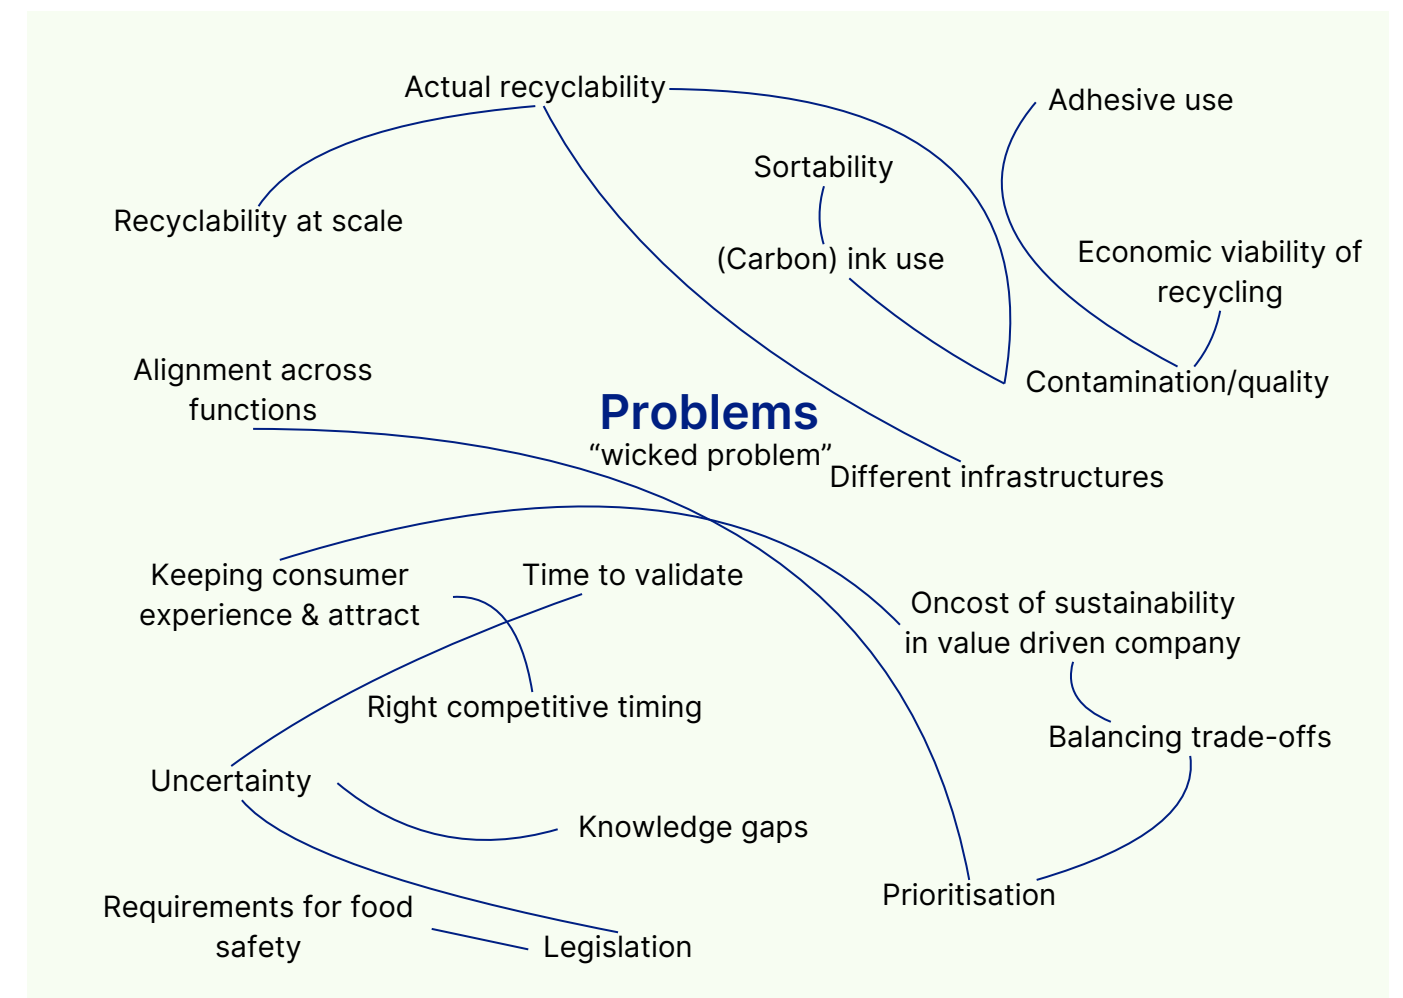 Actual recyclability
Adhesive use
Sortability
Recyclability at scale
(Carbon) ink use
Economic viability of
recycling
Alignment across
functions
Contamination/quality
Problems
“wicked problem”
Different infrastructures
Keeping consumer
experience & attract
Time to validate
Oncost of sustainability
in value driven company
Right competitive timing
Balancing trade-offs
Uncertainty
Knowledge gaps
Prioritisation
Requirements for food
safety
Legislation